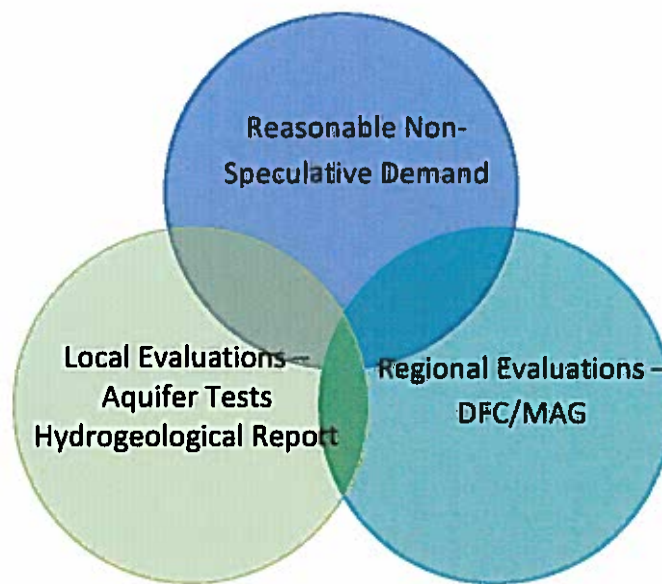 Reasonable Non-
Speculative Demand
Local Evaluations –
Aquifer Tests
Hydrogeological Report
Regional Evaluations –
DFC/MAG